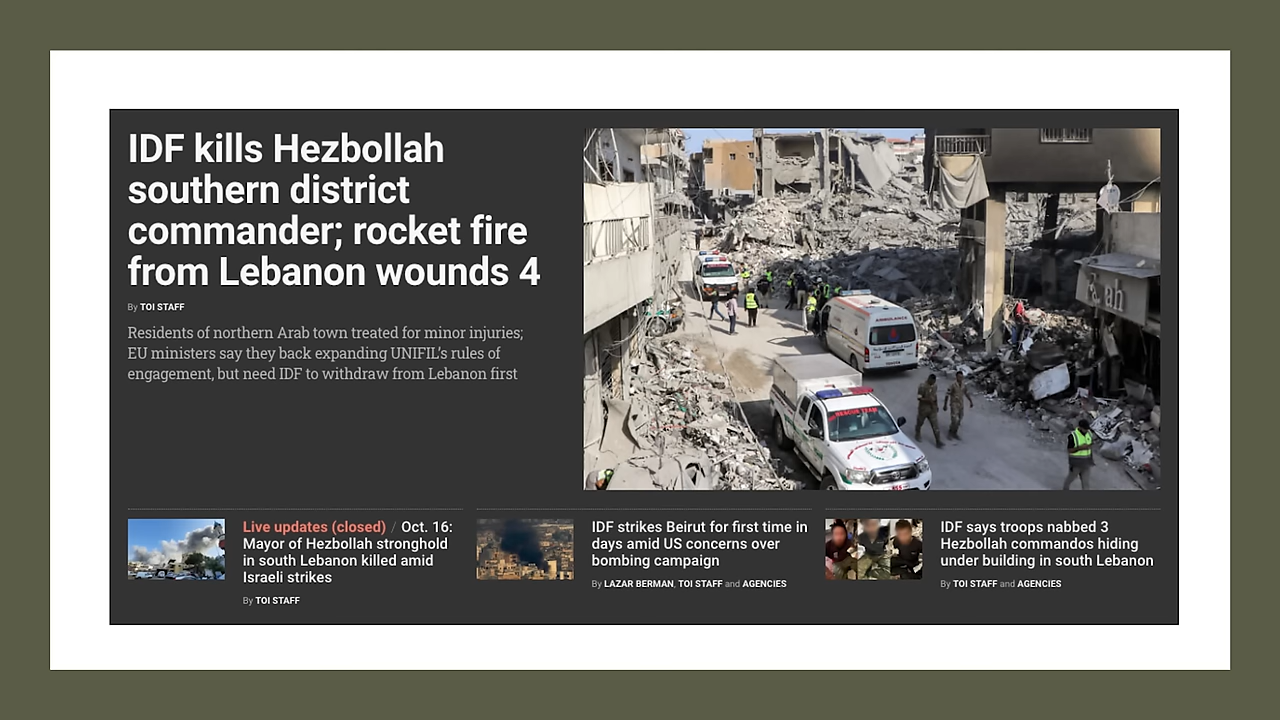 IDF kills Hezbollah
southern district
commander; rocket fire
from Lebanon wounds 4
By TOI STAFF
Residents of northern Arab town treated for minor injuries;
EU ministers say they back expanding UNIFIL's rules of
engagement, but need IDF to withdraw from Lebanon first
AMBULANCE
RESCUE TEAM
Live updates (closed) / Oct. 16:
Mayor of Hezbollah stronghold
in south Lebanon killed amid
Israeli strikes
By TOI STAFF
IDF strikes Beirut for first time in
days amid US concerns over
bombing campaign
By LAZAR BERMAN, TOI STAFF and AGENCIES
IDF says troops nabbed 3
Hezbollah commandos hiding
under building in south Lebanon
By TOI STAFF and AGENCIES